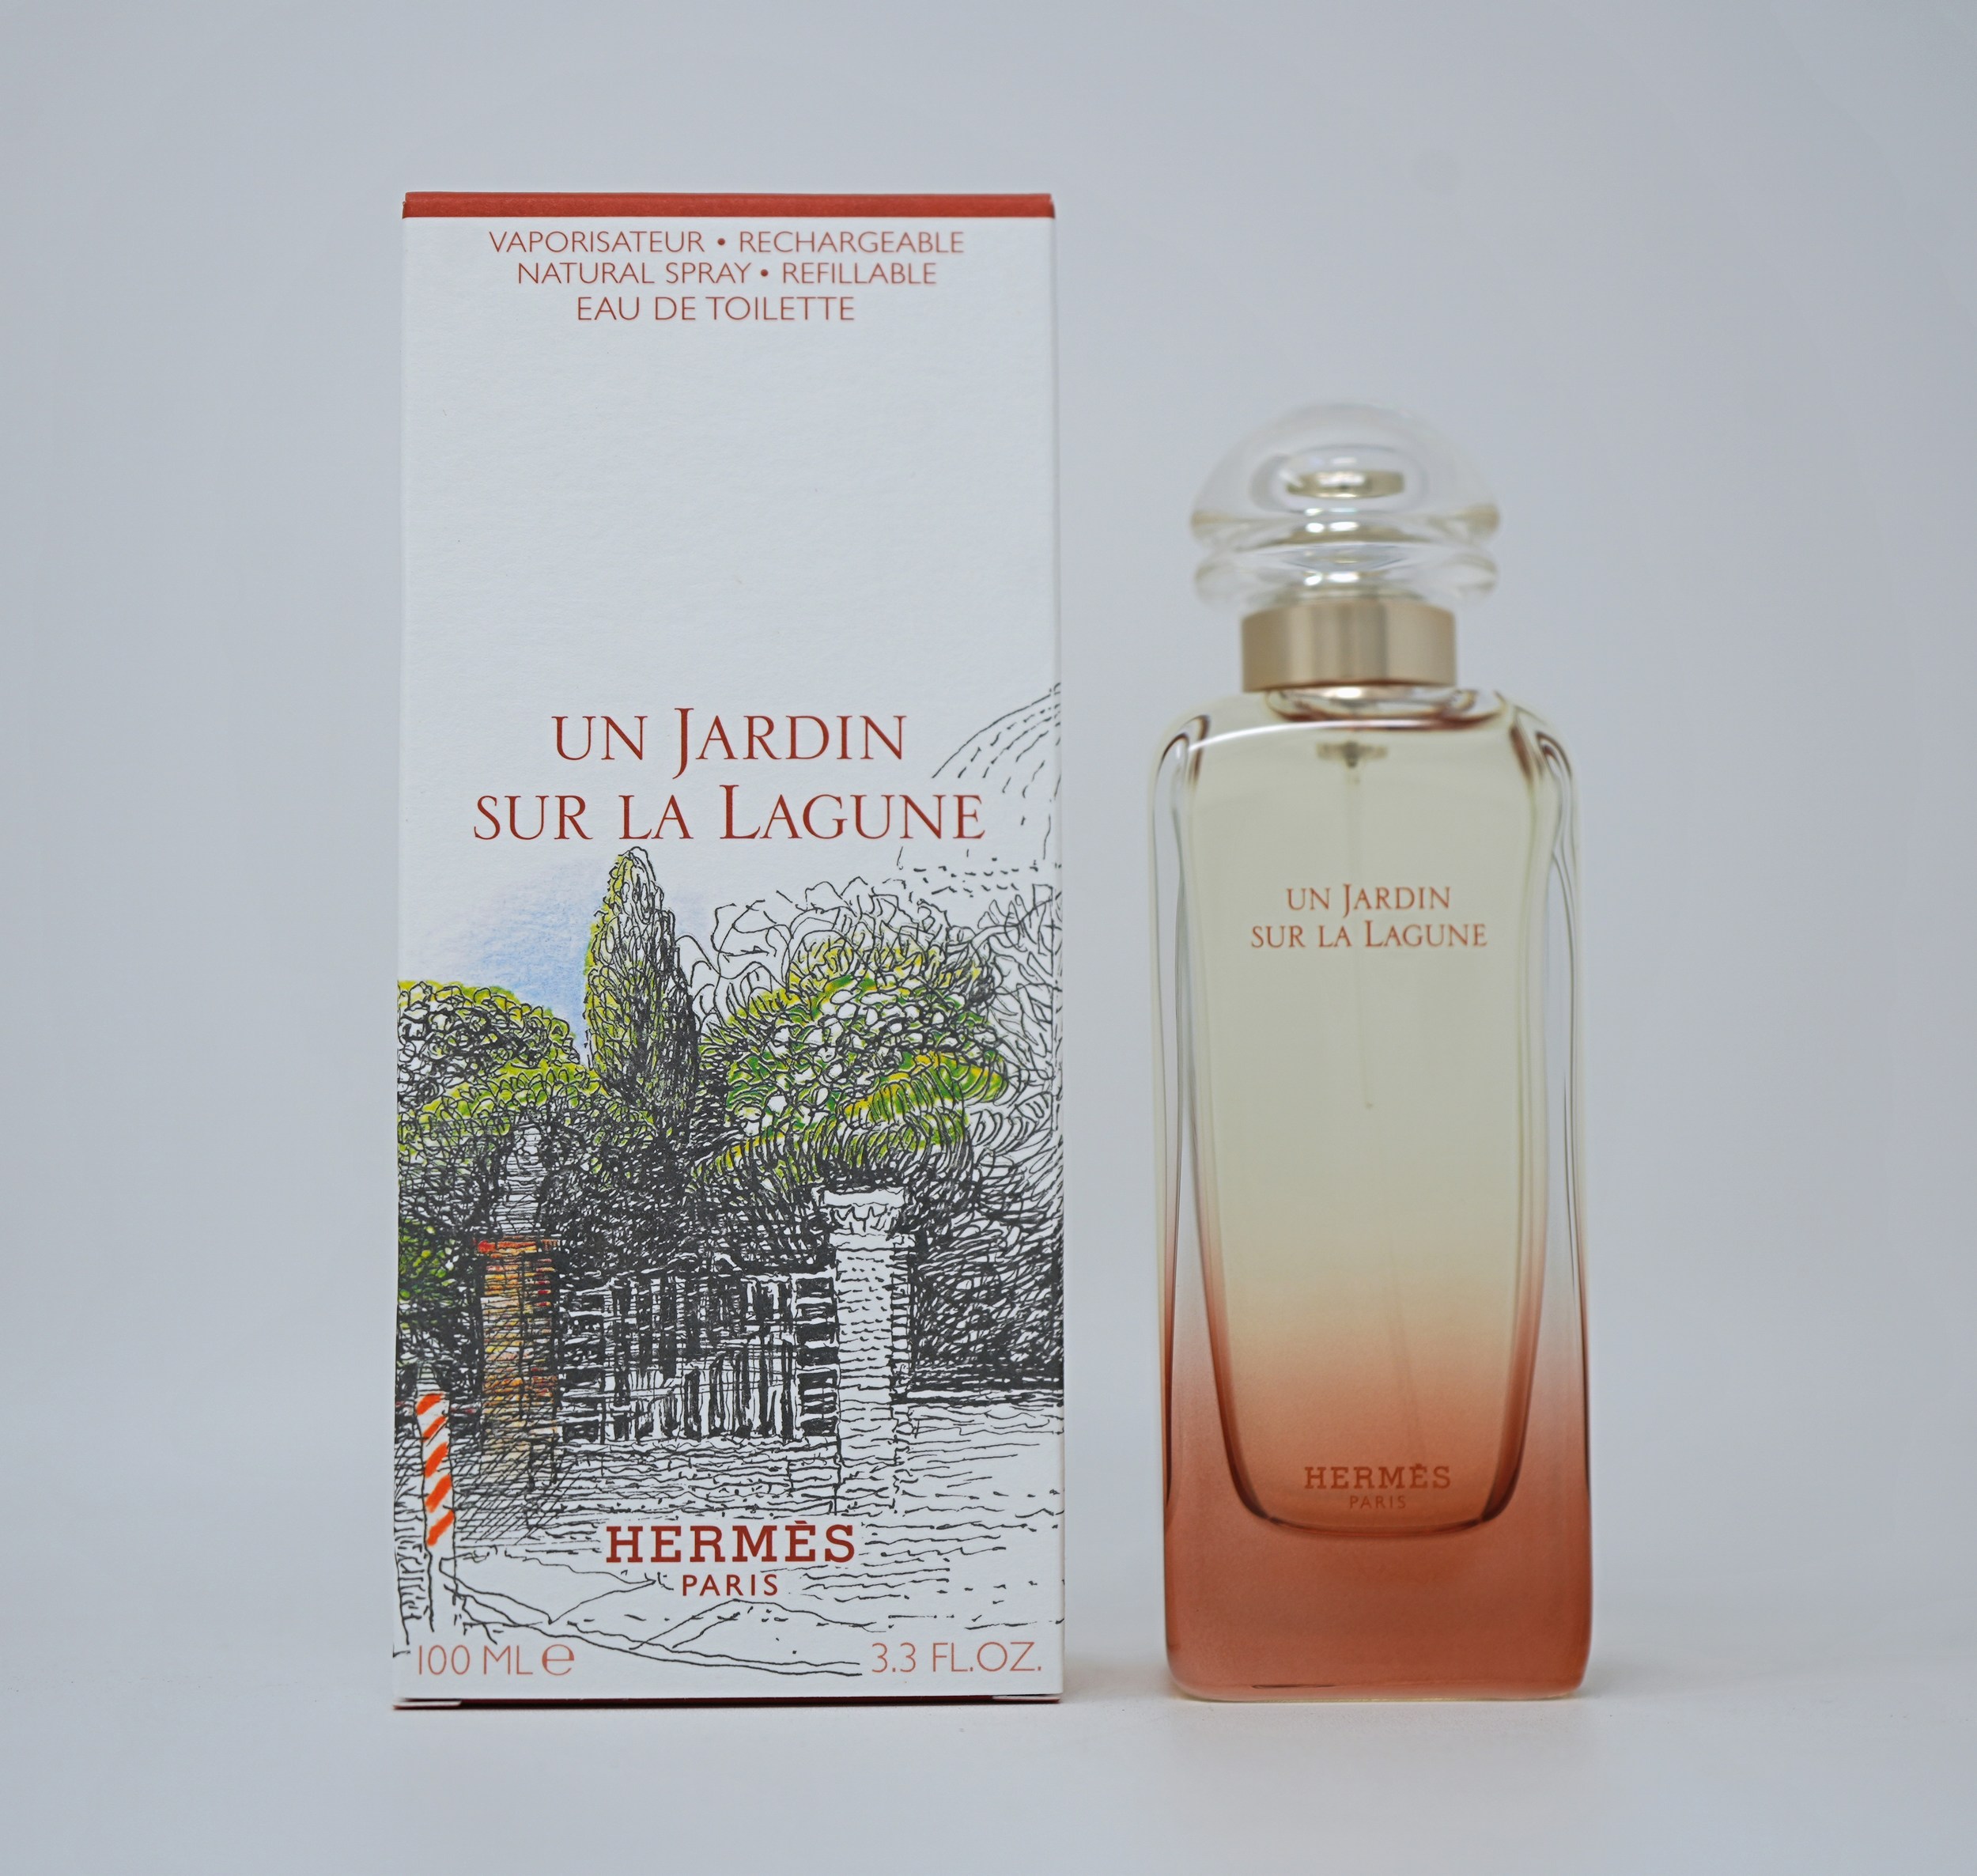 VAPORISATEUR • RECHARGEABLE
NATURAL SPRAY • REFILLABLE
EAU DE TOILETTE
UN JARDIN
SUR LA LAGUNE
HERMÈS
PARIS
100 ML ℮
3.3 FL.OZ.
UN JARDIN
SUR LA LAGUNE
HERMÈS
PARIS